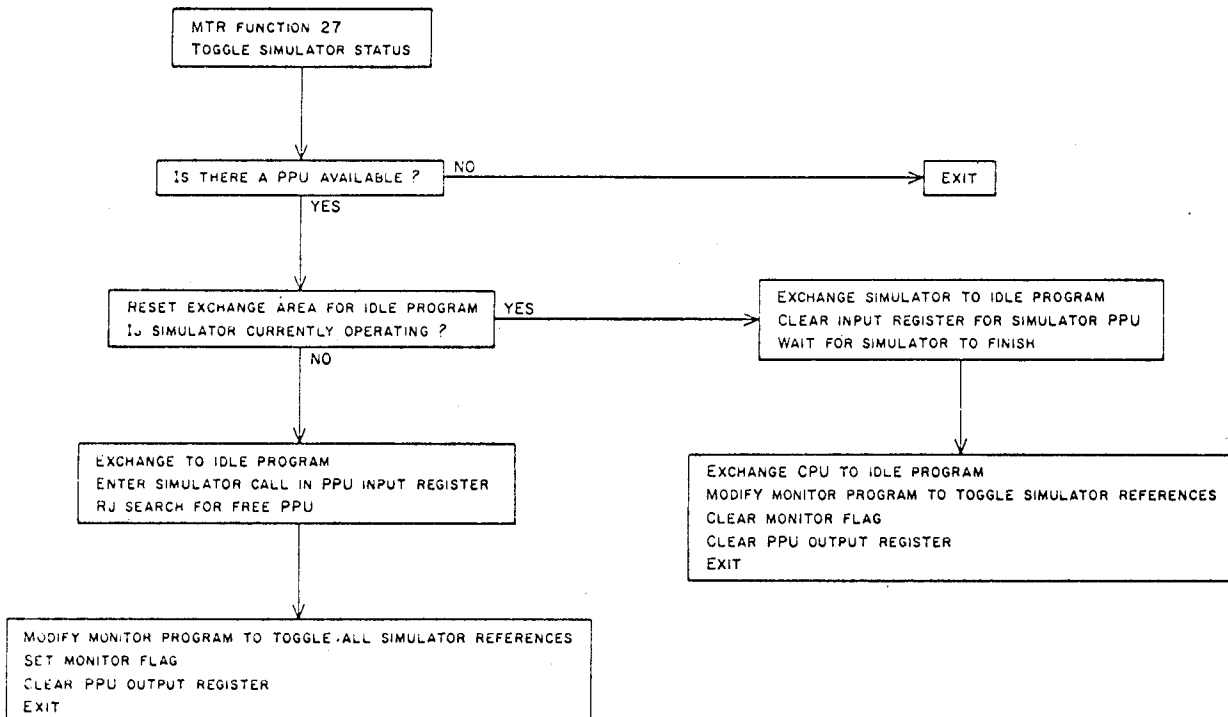 MTR FUNCTION 27
TOGGLE SIMULATOR STATUS
IS THERE A PPU AVAILABLE ?
NO
EXIT
YES
RESET EXCHANGE AREA FOR IDLE PROGRAM
IS SIMULATOR CURRENTLY OPERATING ?
YES
EXCHANGE SIMULATOR TO IDLE PROGRAM
CLEAR INPUT REGISTER FOR SIMULATOR PPU
WAIT FOR SIMULATOR TO FINISH
NO
EXCHANGE TO IDLE PROGRAM
ENTER SIMULATOR CALL IN PPU INPUT REGISTER
RJ SEARCH FOR FREE PPU
EXCHANGE CPU TO IDLE PROGRAM
MODIFY MONITOR PROGRAM TO TOGGLE SIMULATOR REFERENCES
CLEAR MONITOR FLAG
CLEAR PPU OUTPUT REGISTER
EXIT
MODIFY MONITOR PROGRAM TO TOGGLE ALL SIMULATOR REFERENCES
SET MONITOR FLAG
CLEAR PPU OUTPUT REGISTER
EXIT